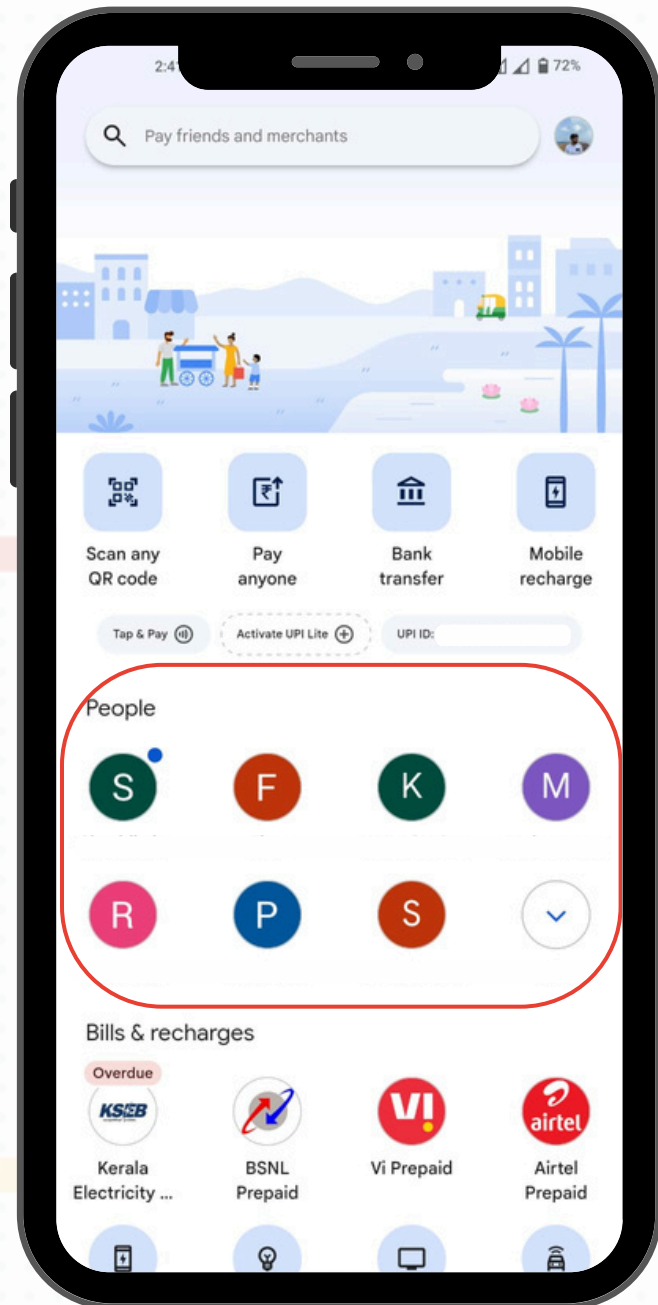 2:41
72%
Pay friends and merchants
Scan any
QR code
Pay
anyone
Bank
transfer
Mobile
recharge
Tap & Pay
Activate UPI Lite
UPI ID:
People
S
F
K
M
R
P
S
Bills & recharges
Overdue
KSEB
VI
airtel
Kerala
Electricity ...
BSNL
Prepaid
Vi Prepaid
Airtel
Prepaid